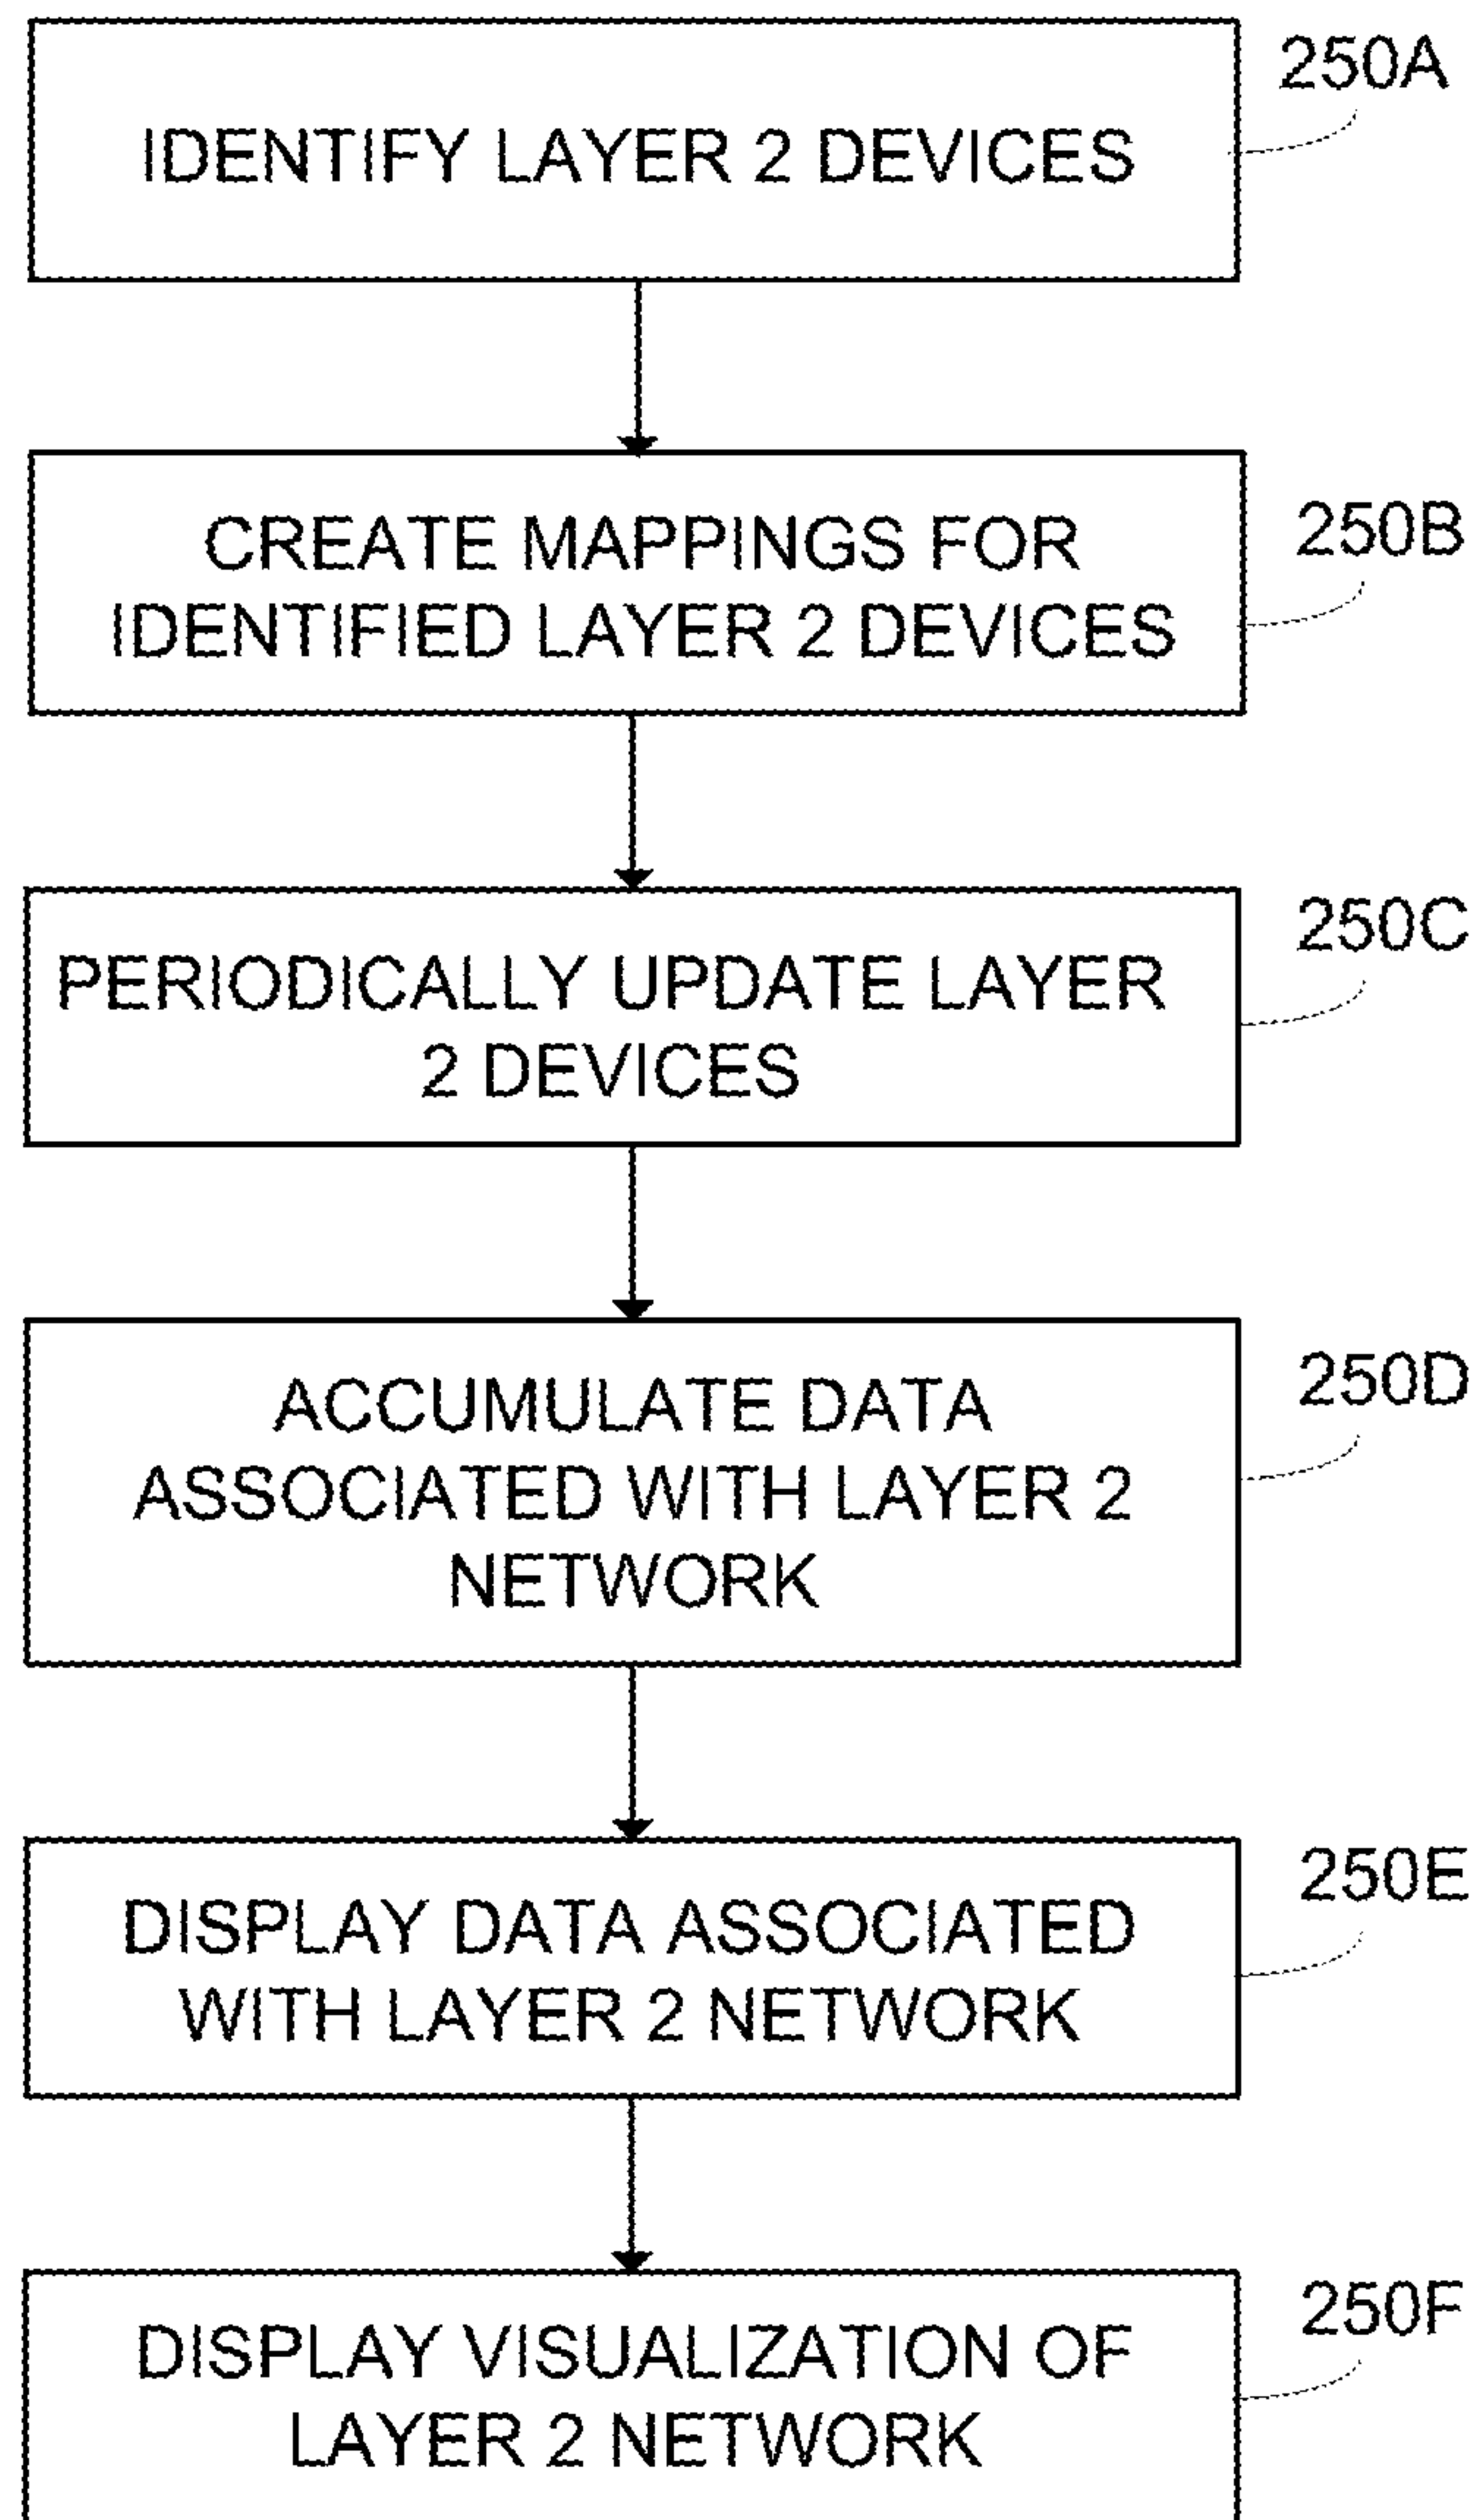 250A
IDENTIFY LAYER 2 DEVICES
250B
CREATE MAPPINGS FOR
IDENTIFIED LAYER 2 DEVICES
250C
PERIODICALLY UPDATE LAYER
2 DEVICES
250D
ACCUMULATE DATA
ASSOCIATED WITH LAYER 2
NETWORK
250E
DISPLAY DATA ASSOCIATED
WITH LAYER 2 NETWORK
250F
DISPLAY VISUALIZATION OF
LAYER 2 NETWORK